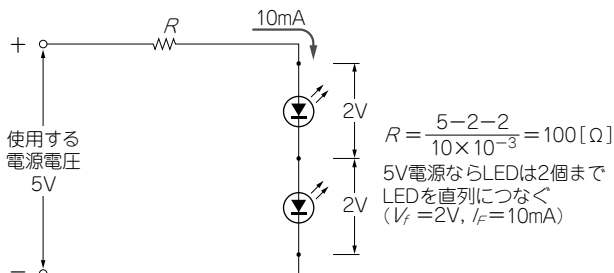 10mA
R
+
2V
使用する
電源電圧
5V
R = 5−2−2 / 10×10⁻³ = 100[Ω]
5V電源ならLEDは2個まで
LEDを直列につなぐ
(Vf =2V, IF=10mA)
2V
−